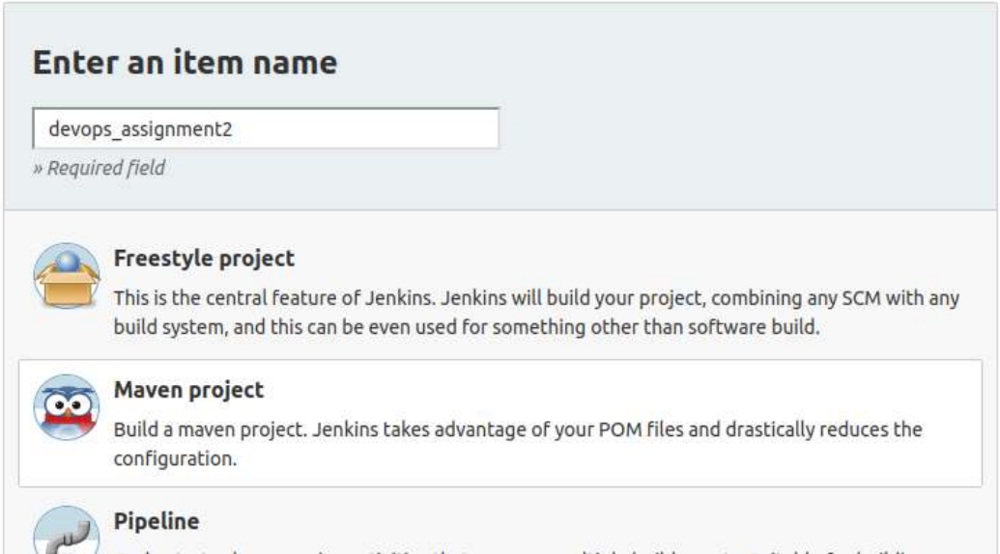 Enter an item name
devops_assignment2
» Required field
Freestyle project
This is the central feature of Jenkins. Jenkins will build your project, combining any SCM with any
build system, and this can be even used for something other than software build.
Maven project
Build a maven project. Jenkins takes advantage of your POM files and drastically reduces the
configuration.
Pipeline